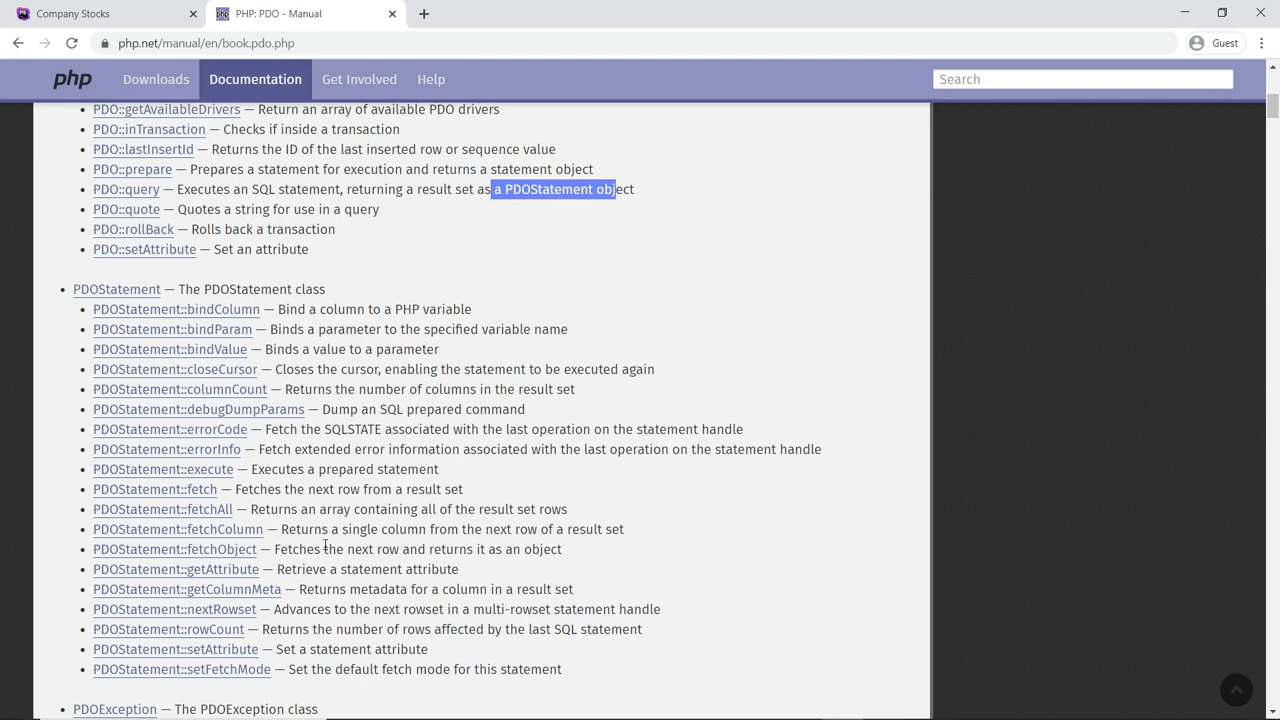 Company Stocks
PHP: PDO - Manual
php.net/manual/en/book.pdo.php
Guest
php
Downloads
Documentation
Get Involved
Help
Search
PDO::getAvailableDrivers — Return an array of available PDO drivers
PDO::inTransaction — Checks if inside a transaction
PDO::lastInsertId — Returns the ID of the last inserted row or sequence value
PDO::prepare — Prepares a statement for execution and returns a statement object
PDO::query — Executes an SQL statement, returning a result set as a PDOStatement object
PDO::quote — Quotes a string for use in a query
PDO::rollBack — Rolls back a transaction
PDO::setAttribute — Set an attribute
PDOStatement — The PDOStatement class
PDOStatement::bindColumn — Bind a column to a PHP variable
PDOStatement::bindParam — Binds a parameter to the specified variable name
PDOStatement::bindValue — Binds a value to a parameter
PDOStatement::closeCursor — Closes the cursor, enabling the statement to be executed again
PDOStatement::columnCount — Returns the number of columns in the result set
PDOStatement::debugDumpParams — Dump an SQL prepared command
PDOStatement::errorCode — Fetch the SQLSTATE associated with the last operation on the statement handle
PDOStatement::errorInfo — Fetch extended error information associated with the last operation on the statement handle
PDOStatement::execute — Executes a prepared statement
PDOStatement::fetch — Fetches the next row from a result set
PDOStatement::fetchAll — Returns an array containing all of the result set rows
PDOStatement::fetchColumn — Returns a single column from the next row of a result set
PDOStatement::fetchObject — Fetches the next row and returns it as an object
PDOStatement::getAttribute — Retrieve a statement attribute
PDOStatement::getColumnMeta — Returns metadata for a column in a result set
PDOStatement::nextRowset — Advances to the next rowset in a multi-rowset statement handle
PDOStatement::rowCount — Returns the number of rows affected by the last SQL statement
PDOStatement::setAttribute — Set a statement attribute
PDOStatement::setFetchMode — Set the default fetch mode for this statement
PDOException — The PDOException class